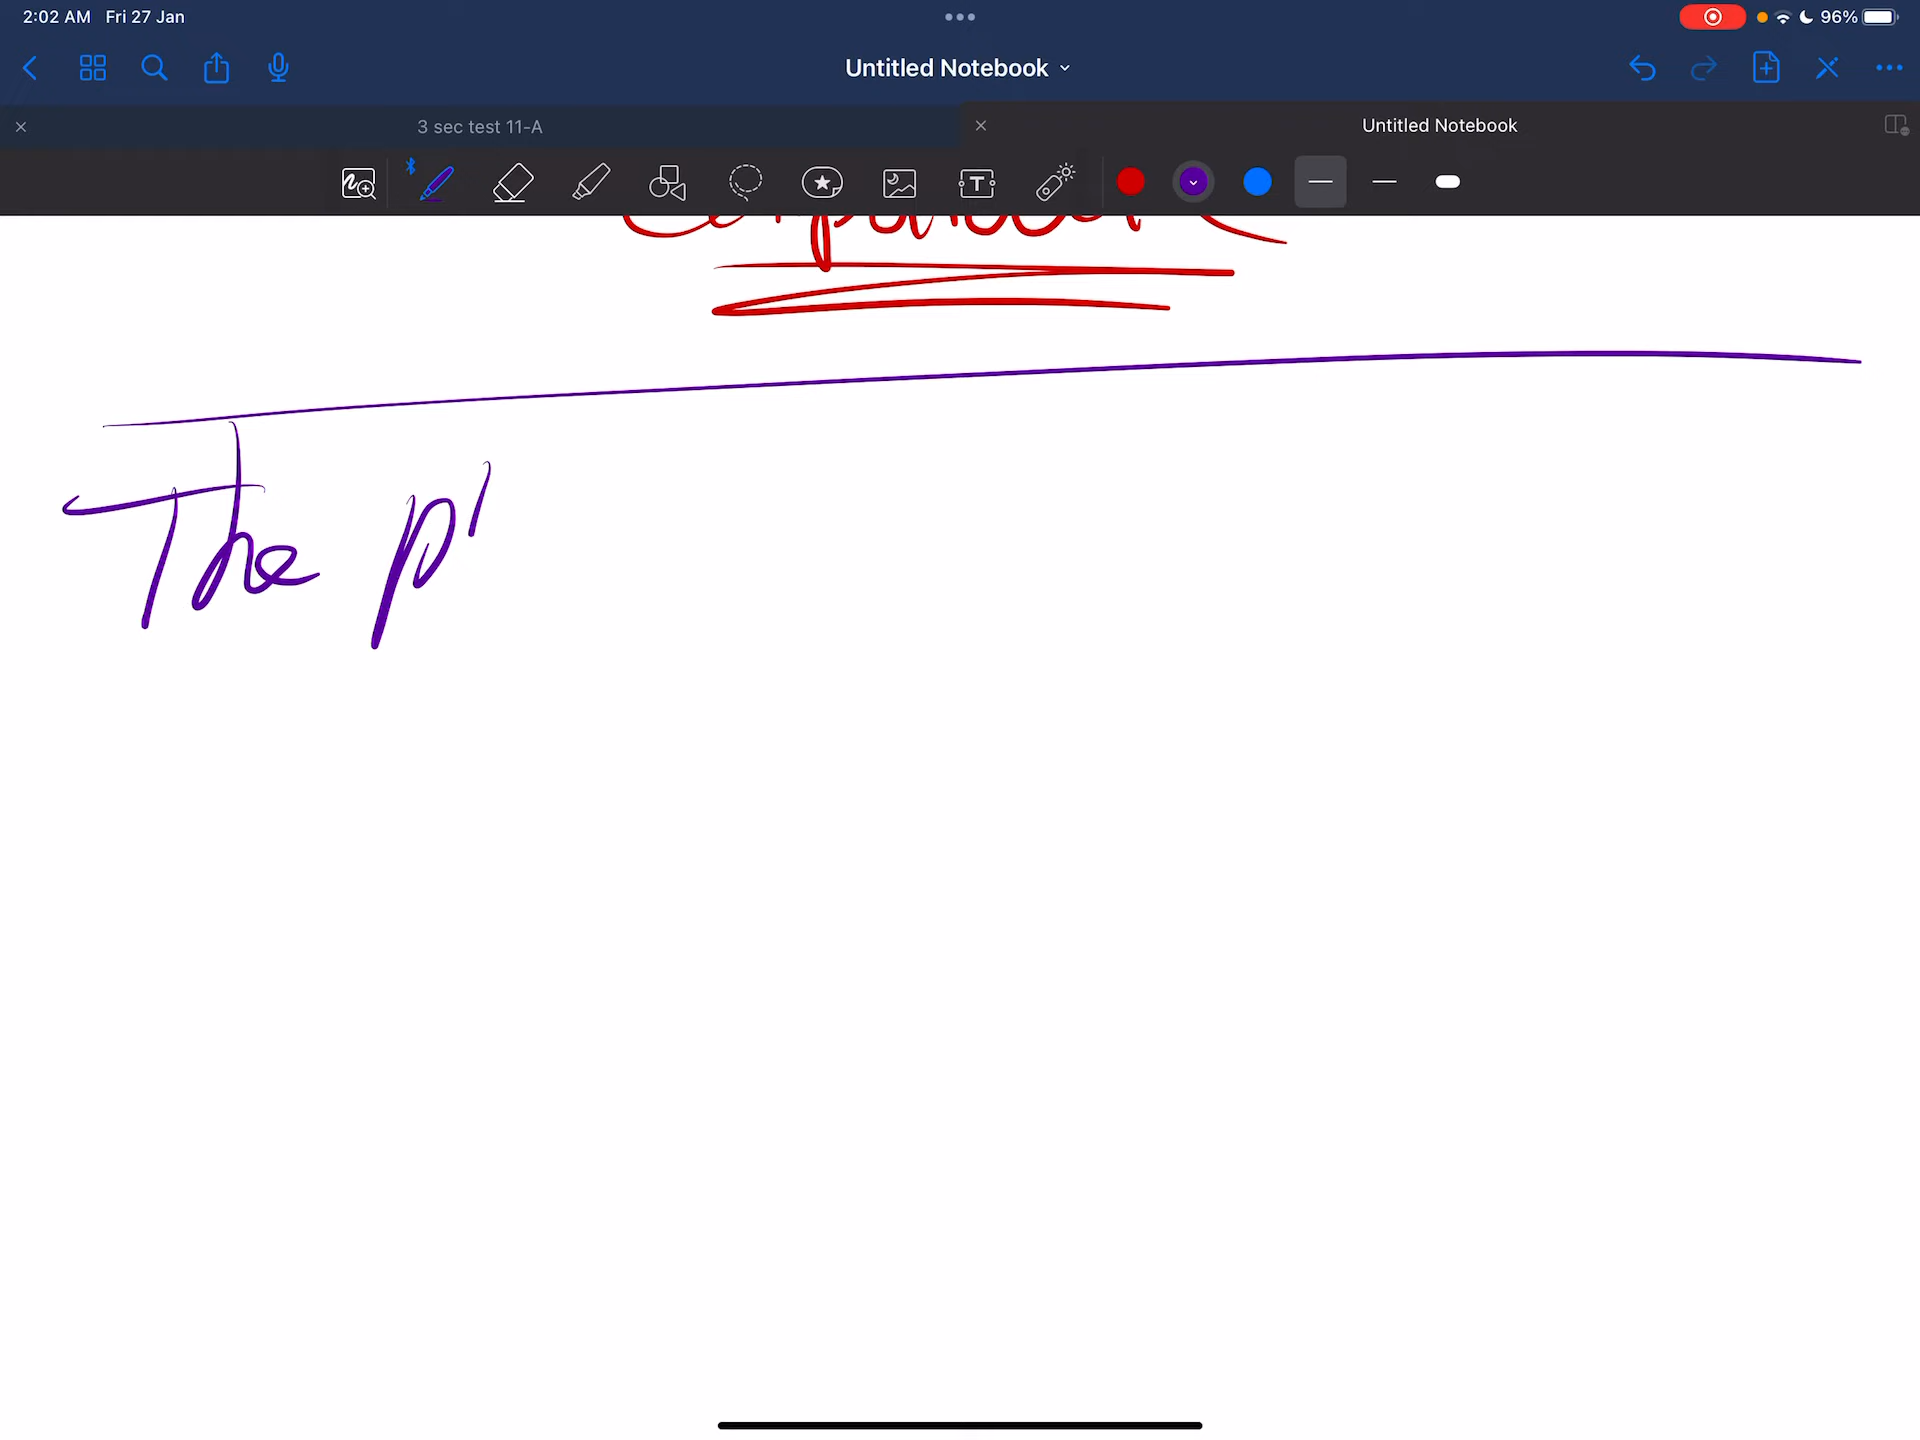 2:02 AM Fri 27 Jan
96%
Untitled Notebook
3 sec test 11-A
Untitled Notebook
T
The p